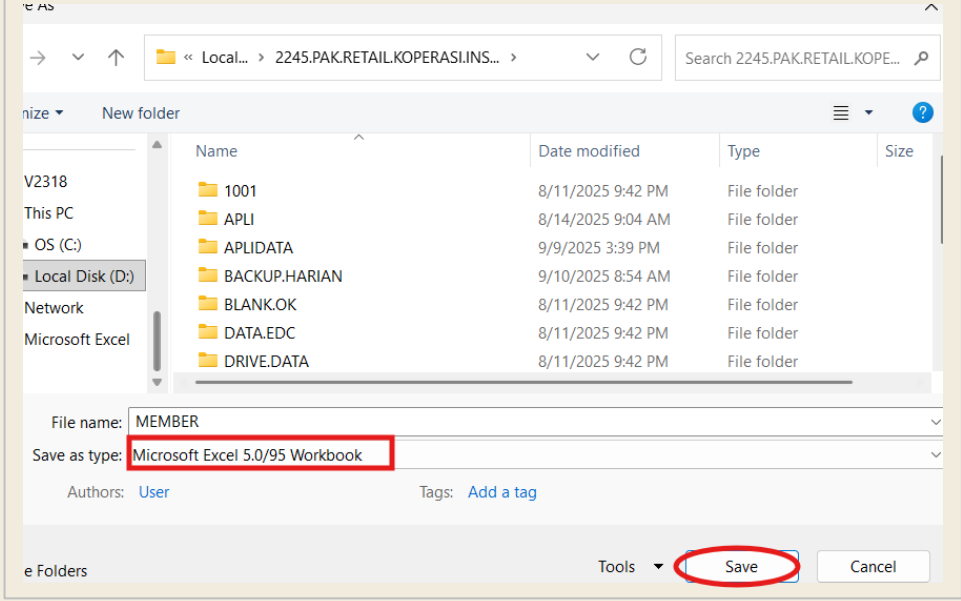 ve As
« Local... › 2245.PAK.RETAIL.KOPERASI.INS... ›
Search 2245.PAK.RETAIL.KOPE...
nize
New folder
?
Name Date modified Type Size
V2318
This PC
OS (C:)
Local Disk (D:)
Network
Microsoft Excel
1001 8/11/2025 9:42 PM File folder
APLI 8/14/2025 9:04 AM File folder
APLIDATA 9/9/2025 3:39 PM File folder
BACKUP.HARIAN 9/10/2025 8:54 AM File folder
BLANK.OK 8/11/2025 9:42 PM File folder
DATA.EDC 8/11/2025 9:42 PM File folder
DRIVE.DATA 8/11/2025 9:42 PM File folder
File name: MEMBER
Save as type: Microsoft Excel 5.0/95 Workbook
Authors: User Tags: Add a tag
e Folders
Tools Save Cancel